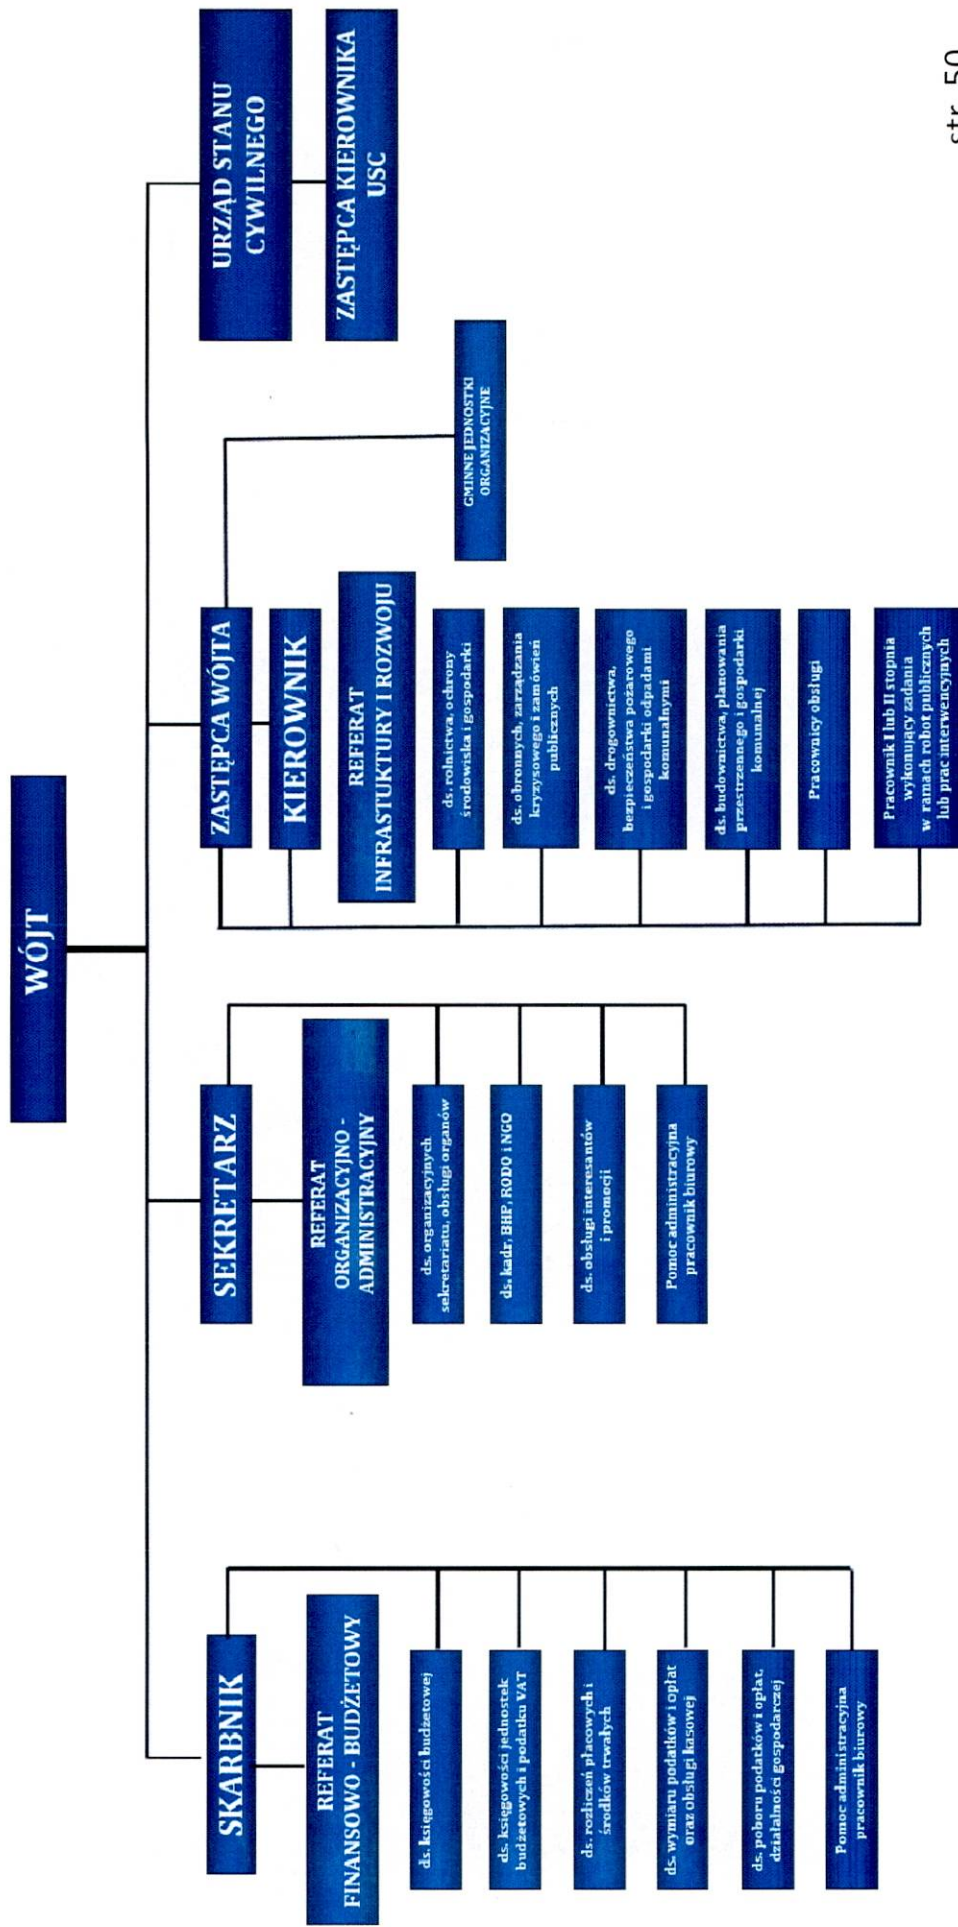 WÓJT
SKARBNIK
REFERAT
FINANSOWO - BUDŻETOWY
ds. księgowości budżetowej
ds. księgowości jednostek
budżetowych i podatku VAT
ds. rozliczeń płacowych i
środków trwałych
ds. wymiaru podatków i opłat
oraz obsługi kasowej
ds. poboru podatków i opłat,
działalności gospodarczej
Pomoc administracyjna
pracownik biurowy
SEKRETARZ
REFERAT
ORGANIZACYJNO -
ADMINISTRACYJNY
ds. organizacyjnych
sekretariatu, obsługi organów
ds. kadr, BHP, RODO i NGO
ds. obsługi interesantów
i promocji
Pomoc administracyjna
pracownik biurowy
ZASTĘPCA WÓJTA
KIEROWNIK
REFERAT
INFRASTUKTURY I ROZWOJU
ds. rolnictwa, ochrony
środowiska i gospodarki
ds. obronnych, zarządzania
kryzysowego i zamówień
publicznych
ds. drogownictwa,
bezpieczeństwa pożarowego
i gospodarki odpadami
komunalnymi
ds. budownictwa, planowania
przestrzennego i gospodarki
komunalnej
Pracownicy obsługi
Pracownik I lub II stopnia
wykonujący zadania
w ramach robot publicznych
lub prac interwencyjnych
GMINNE JEDNOSTKI
ORGANIZACYJNE
URZĄD STANU
CYWILNEGO
ZASTĘPCA KIEROWNIKA
USC
str. 50